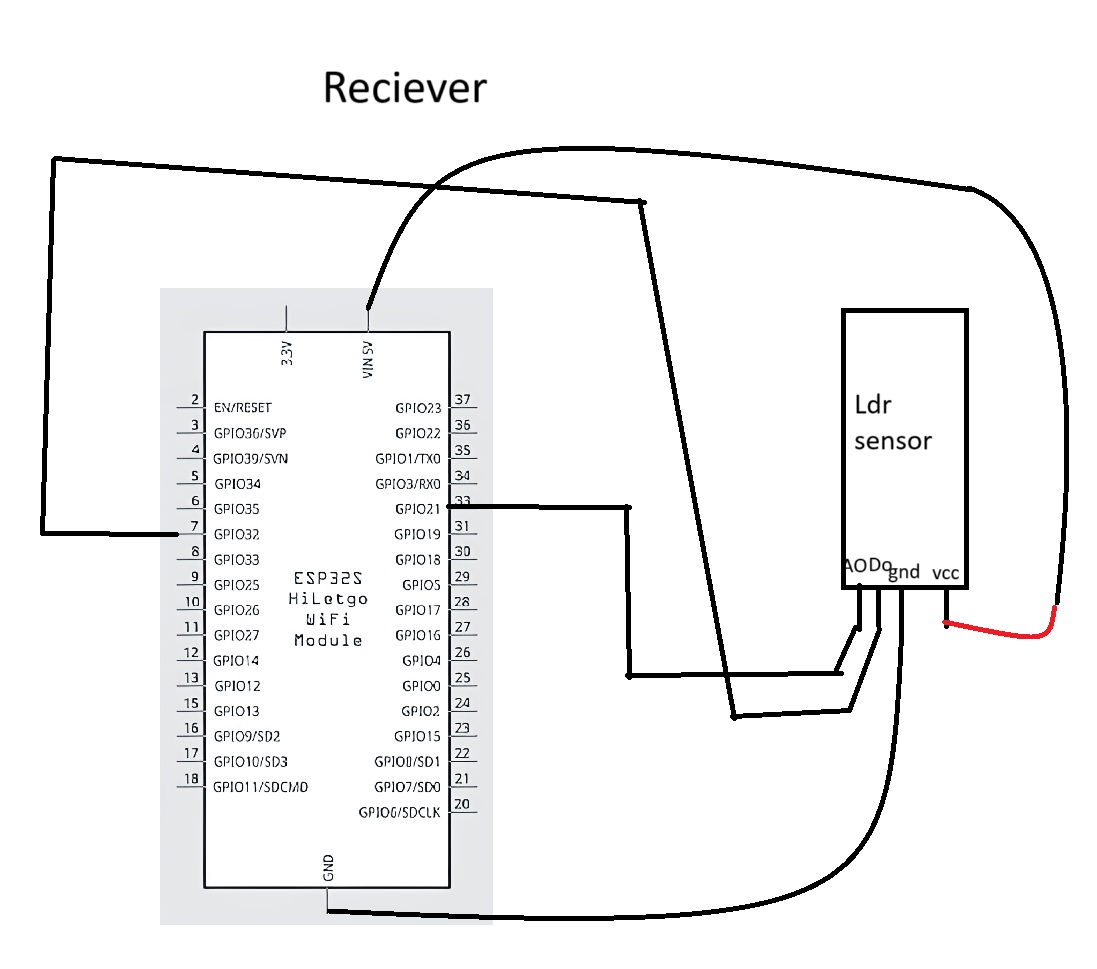 Reciever
3.3V
VIN 5V
2 EN/RESET
3 GPIO36/SVP
4 GPIO39/SVN
5 GPIO34
6 GPIO35
7 GPIO32
8 GPIO33
9 GPIO25
10 GPIO26
11 GPIO27
12 GPIO14
13 GPIO12
15 GPIO13
16 GPIO9/SD2
17 GPIO10/SD3
18 GPIO11/SDCMD
ESP32S
HiLetgo
WiFi
Module
GPIO23 37
GPIO22 36
GPIO1/TX0 35
GPIO3/RX0 34
GPIO21 33
GPIO19 31
GPIO18 30
GPIO5 29
GPIO17 28
GPIO16 27
GPIO4 26
GPIO0 25
GPIO2 24
GPIO15 23
GPIO8/SD1 22
GPIO7/SD0 21
GPIO6/SDCLK 20
GND
Ldr
sensor
AO Do gnd vcc